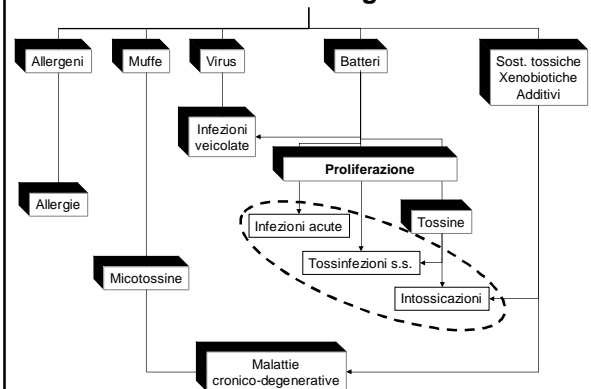 Allergeni
Muffe
Virus
Batteri
Sost. tossiche
Xenobiotiche
Additivi
Infezioni
veicolate
Proliferazione
Allergie
Infezioni acute
Tossine
Tossinfezioni s.s.
Micotossine
Intossicazioni
Malattie
cronico-degenerative